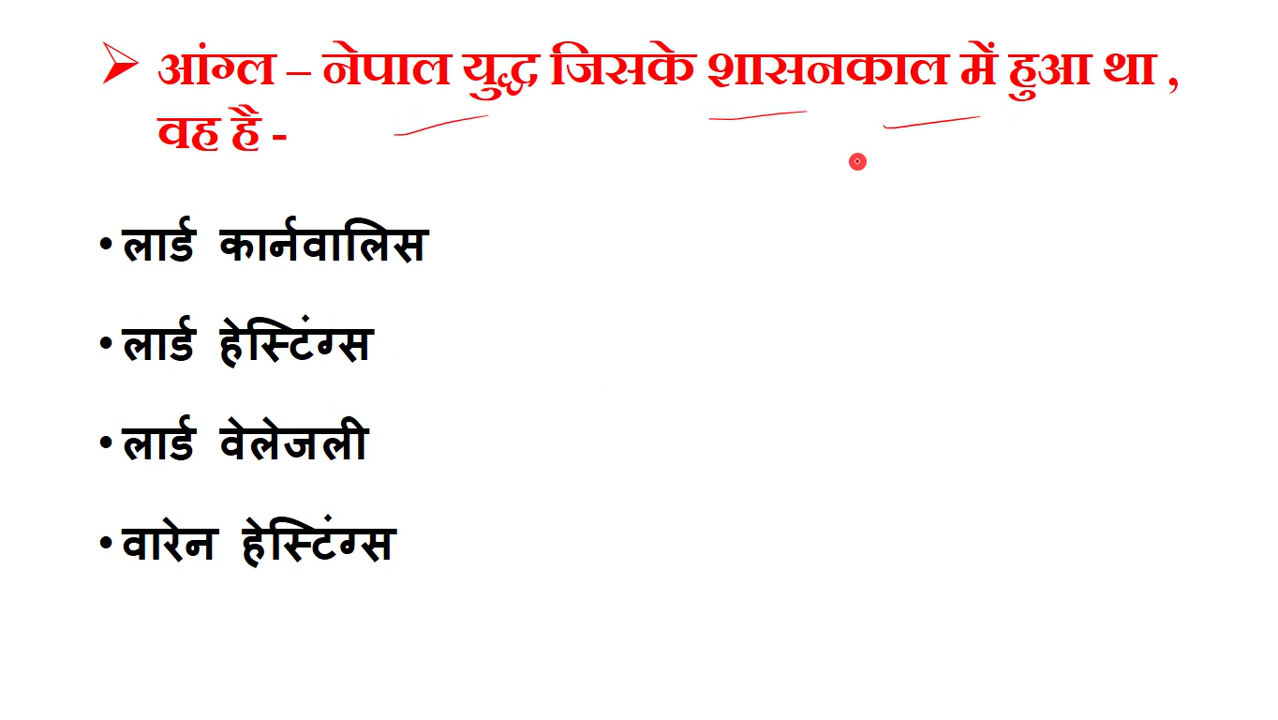 आंग्ल – नेपाल युद्ध जिसके शासनकाल में हुआ था ,
वह है -
• लार्ड कार्नवालिस
• लार्ड हेस्टिंग्स
• लार्ड वेलेजली
• वारेन हेस्टिंग्स